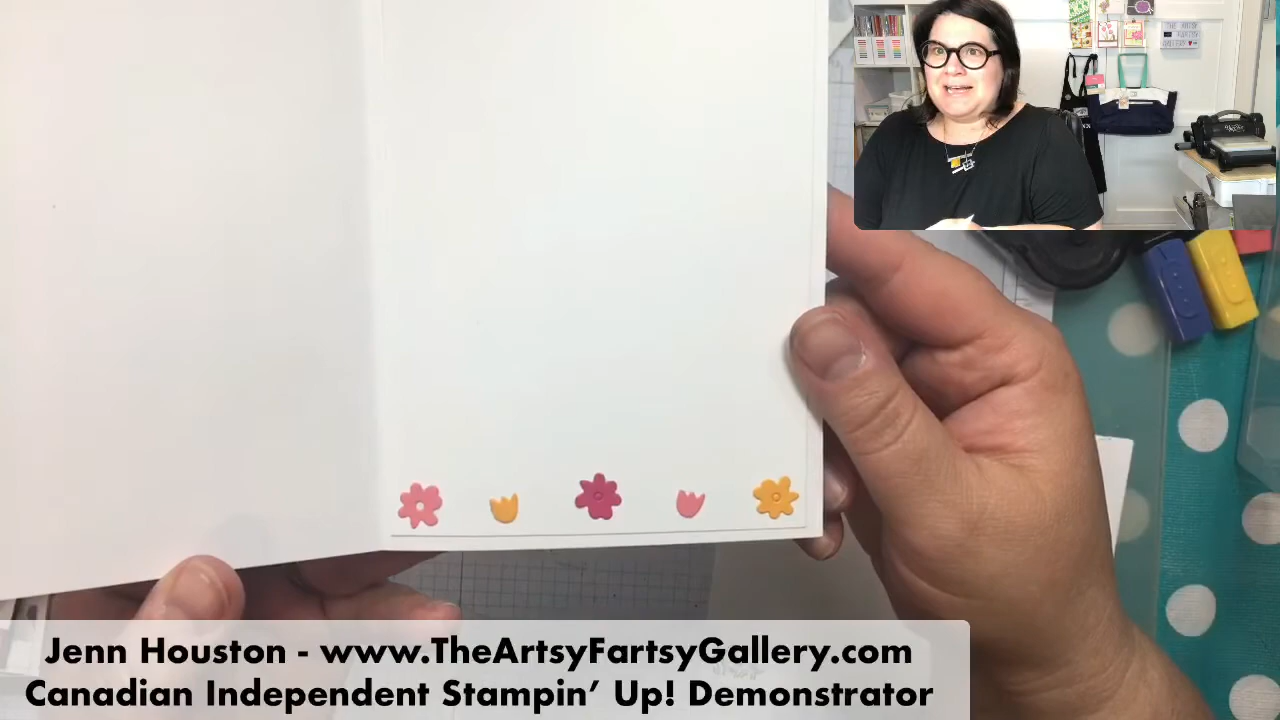 Jenn Houston - www.TheArtsyFartsyGallery.com
Canadian Independent Stampin’ Up! Demonstrator